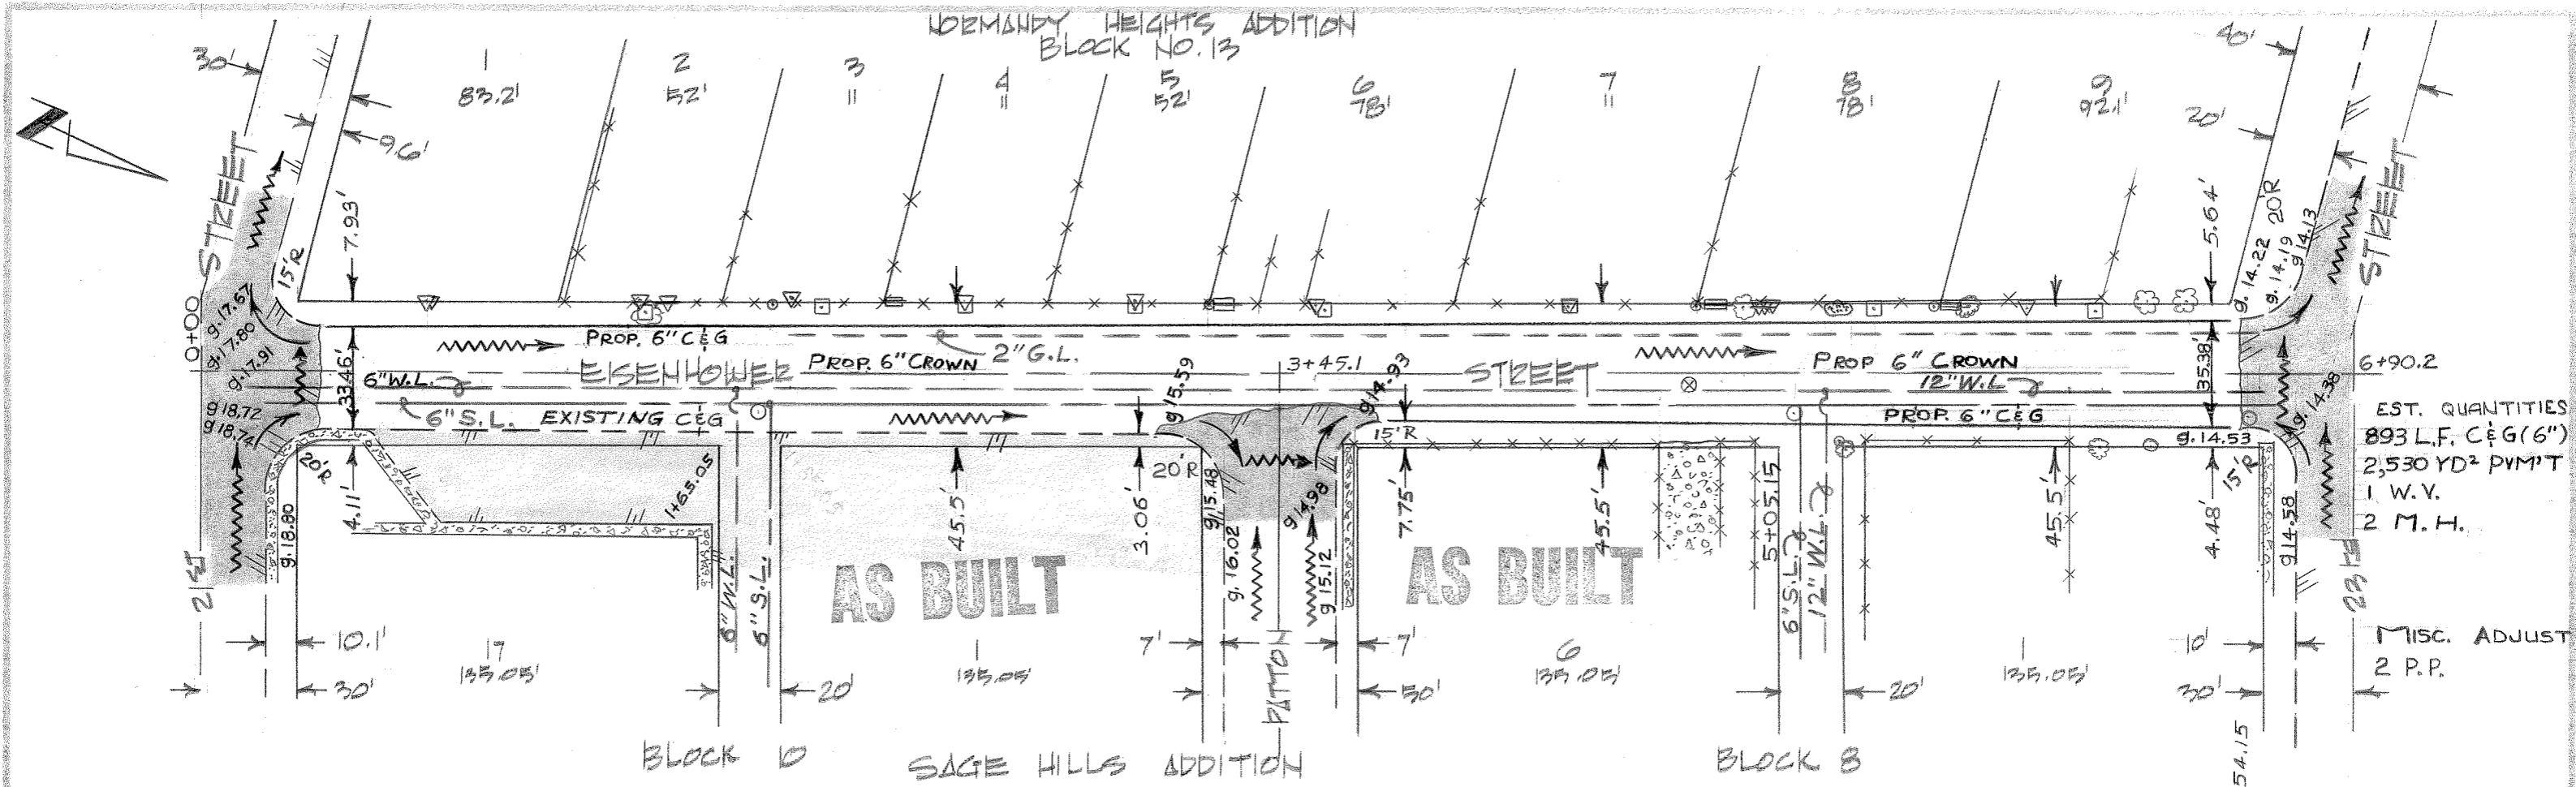 NORMANDY HEIGHTS ADDITION
BLOCK NO. 13
30'
1
83.2'
2
52'
3
"
4
"
5
52'
6
78'
7
"
8
78'
9
92.1'
40'
20'
9.6'
STREET
7.93'
15'R
5.64'
20'R
g. 14.22
g. 14.19
g 14.13
STREET
0+00
g.17.67
g.17.80
g.17.91
g 18.72
g 18.74
33.46'
PROP. 6" C&G
PROP. 6" CROWN
2" G.L.
EISENHOWER
3+45.1
STREET
PROP 6" CROWN
12" W.L
35.38'
6+90.2
6" W.L.
6" S.L.
EXISTING C&G
g 15.59
g 14.93
PROP. 6" C&G
g.14.38
g.14.53
EST. QUANTITIES
893 L.F. C&G (6")
2,530 YD² PVM'T
1 W.V.
2 M.H.
20'R
4.11'
g.18.80
1+65.05
45.5'
3.06'
20'R
g 15.48
g. 16.02
g 14.98
g 15.12
15'R
7.75'
45.5'
5+05.15
45.5'
4.48'
15'R
g 14.58
21ST
6" W.L.
6" S.L.
AS BUILT
AS BUILT
6" S.L.
12" W.L.
23RD
10.1'
30'
17
135.05'
20'
1
135.05'
7'
PATTON
7'
50'
6
135.05'
20'
1
135.05'
10'
30'
MISC. ADJUST
2 P.P.
BLOCK 10
SAGE HILLS ADDITION
BLOCK 8
54.15